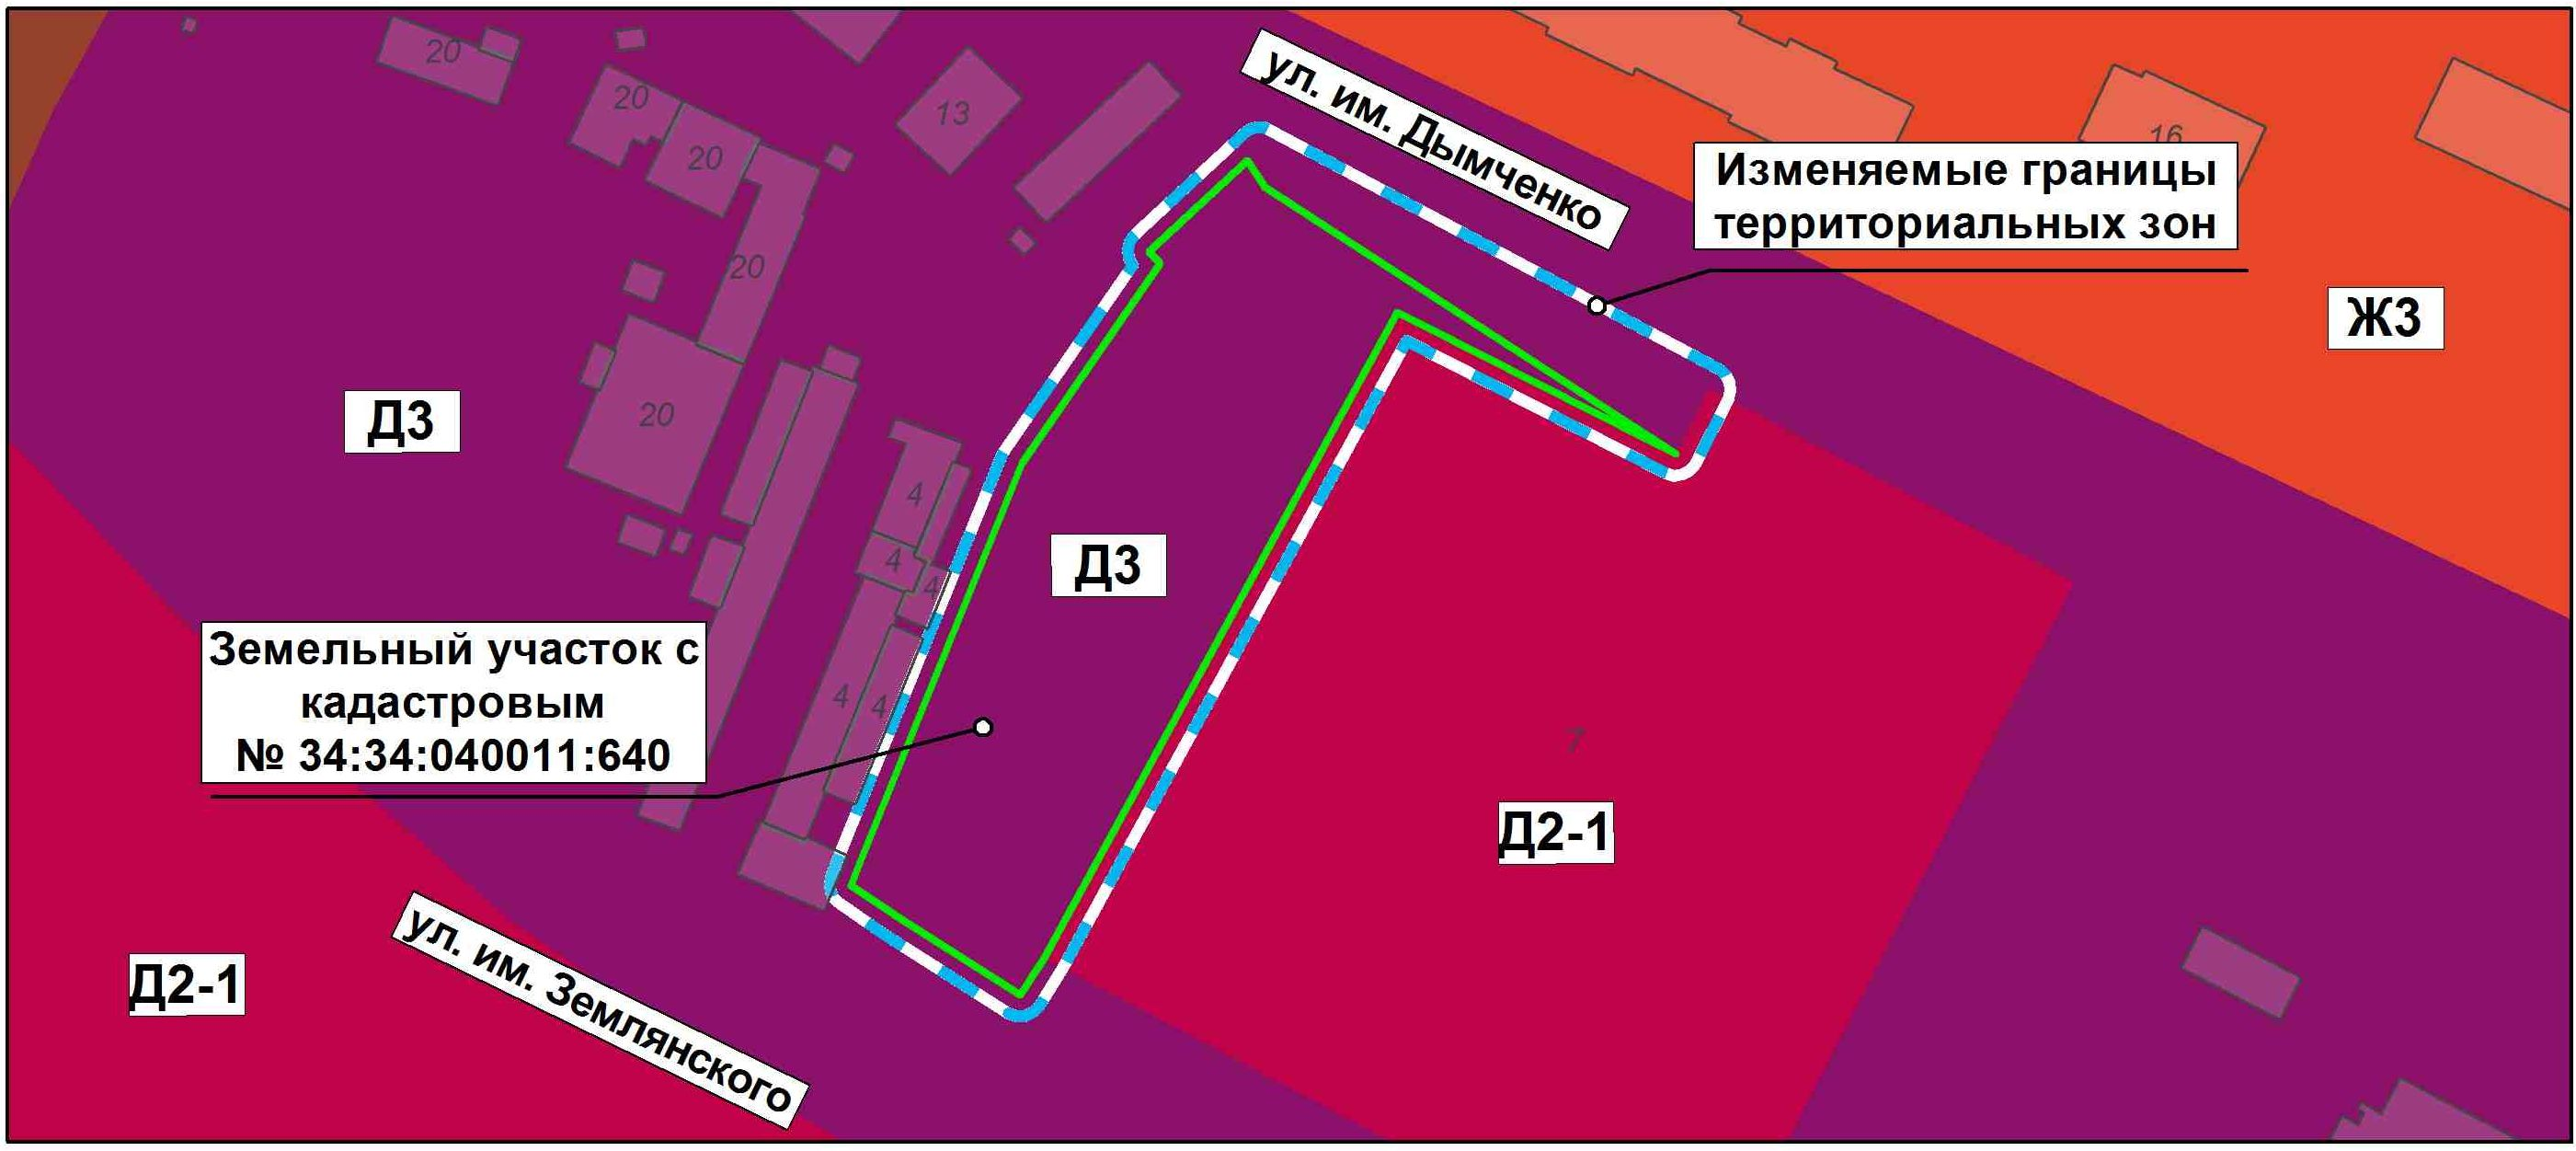 20
20
20
13
ул. им. Дымченко
16
Изменяемые границы
территориальных зон
20
Ж3
Д3
20
4
Д3
4
4
Земельный участок с
кадастровым
№ 34:34:040011:640
4
4
7
Д2-1
ул. им. Землянского
Д2-1